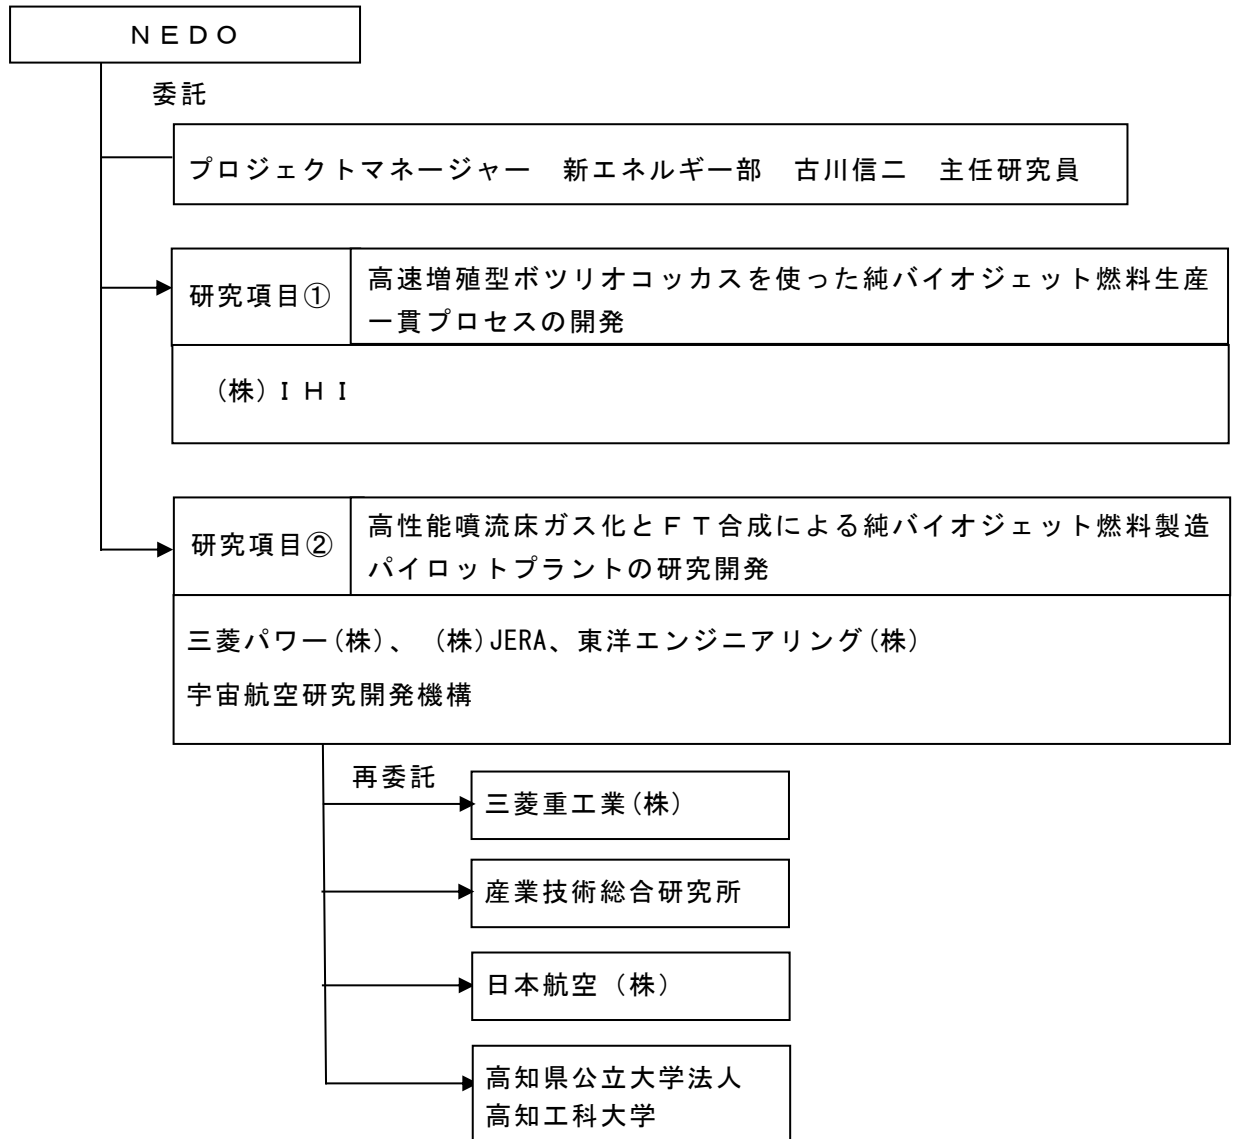 ＮＥＤＯ
委託
プロジェクトマネージャー　新エネルギー部　古川信二　主任研究員
研究項目①
高速増殖型ボツリオコッカスを使った純バイオジェット燃料生産
一貫プロセスの開発
(株)ＩＨＩ
研究項目②
高性能噴流床ガス化とＦＴ合成による純バイオジェット燃料製造
パイロットプラントの研究開発
三菱パワー(株)、 (株)JERA、東洋エンジニアリング(株)
宇宙航空研究開発機構
再委託
三菱重工業(株)
産業技術総合研究所
日本航空（株）
高知県公立大学法人
高知工科大学